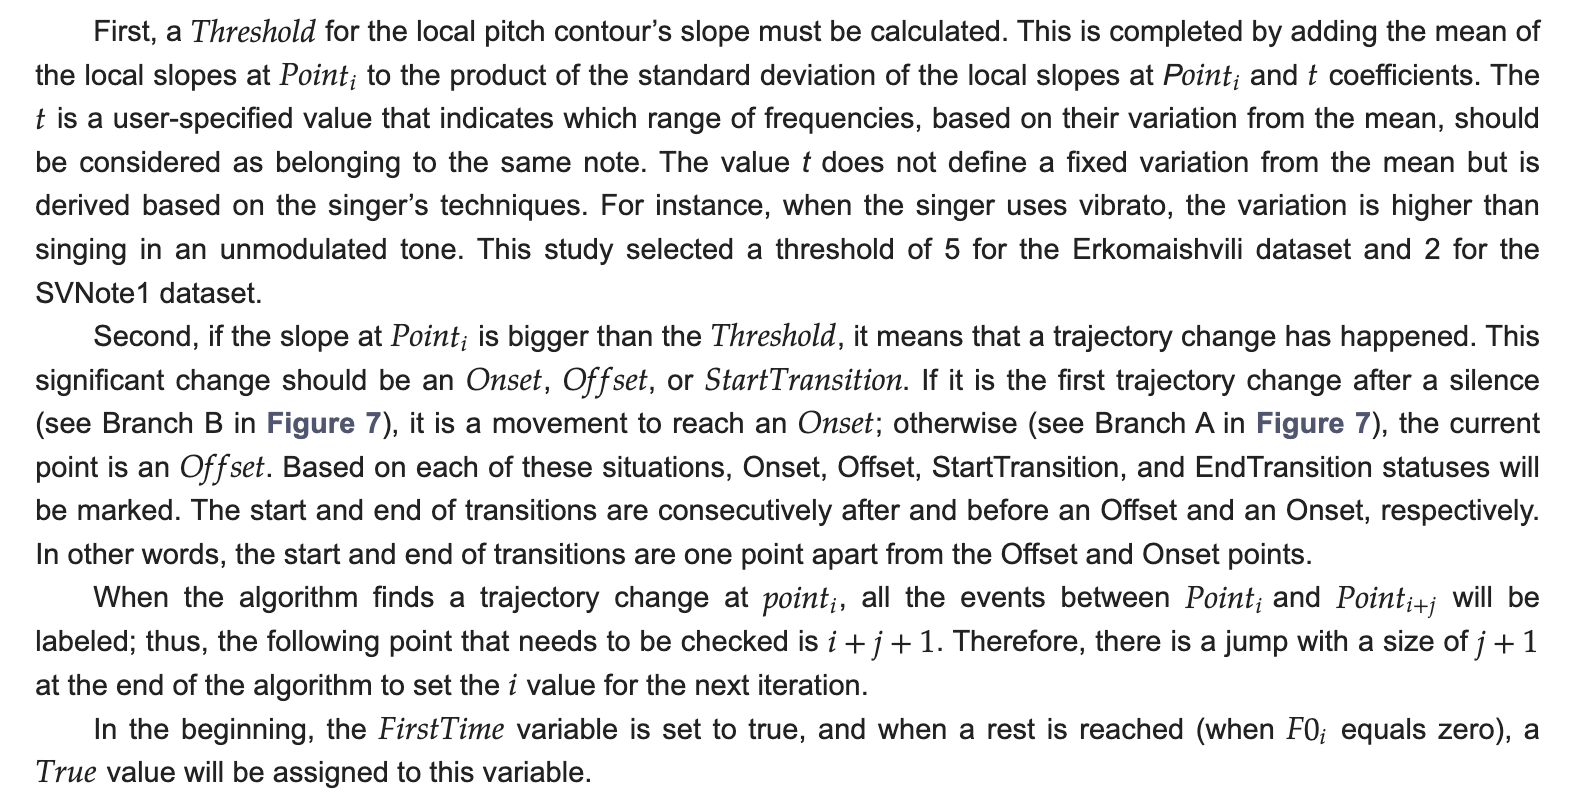 First, a Threshold for the local pitch contour's slope must be calculated. This is completed by adding the mean of
the local slopes at Pointᵢ to the product of the standard deviation of the local slopes at Pointᵢ and t coefficients. The
t is a user-specified value that indicates which range of frequencies, based on their variation from the mean, should
be considered as belonging to the same note. The value t does not define a fixed variation from the mean but is
derived based on the singer's techniques. For instance, when the singer uses vibrato, the variation is higher than
singing in an unmodulated tone. This study selected a threshold of 5 for the Erkomaishvili dataset and 2 for the
SVNote1 dataset.
Second, if the slope at Pointᵢ is bigger than the Threshold, it means that a trajectory change has happened. This
significant change should be an Onset, Offset, or StartTransition. If it is the first trajectory change after a silence
(see Branch B in Figure 7), it is a movement to reach an Onset; otherwise (see Branch A in Figure 7), the current
point is an Offset. Based on each of these situations, Onset, Offset, StartTransition, and EndTransition statuses will
be marked. The start and end of transitions are consecutively after and before an Offset and an Onset, respectively.
In other words, the start and end of transitions are one point apart from the Offset and Onset points.
When the algorithm finds a trajectory change at pointᵢ, all the events between Pointᵢ and Pointᵢ₊ⱼ will be
labeled; thus, the following point that needs to be checked is i + j + 1. Therefore, there is a jump with a size of j + 1
at the end of the algorithm to set the i value for the next iteration.
In the beginning, the FirstTime variable is set to true, and when a rest is reached (when F0ᵢ equals zero), a
True value will be assigned to this variable.